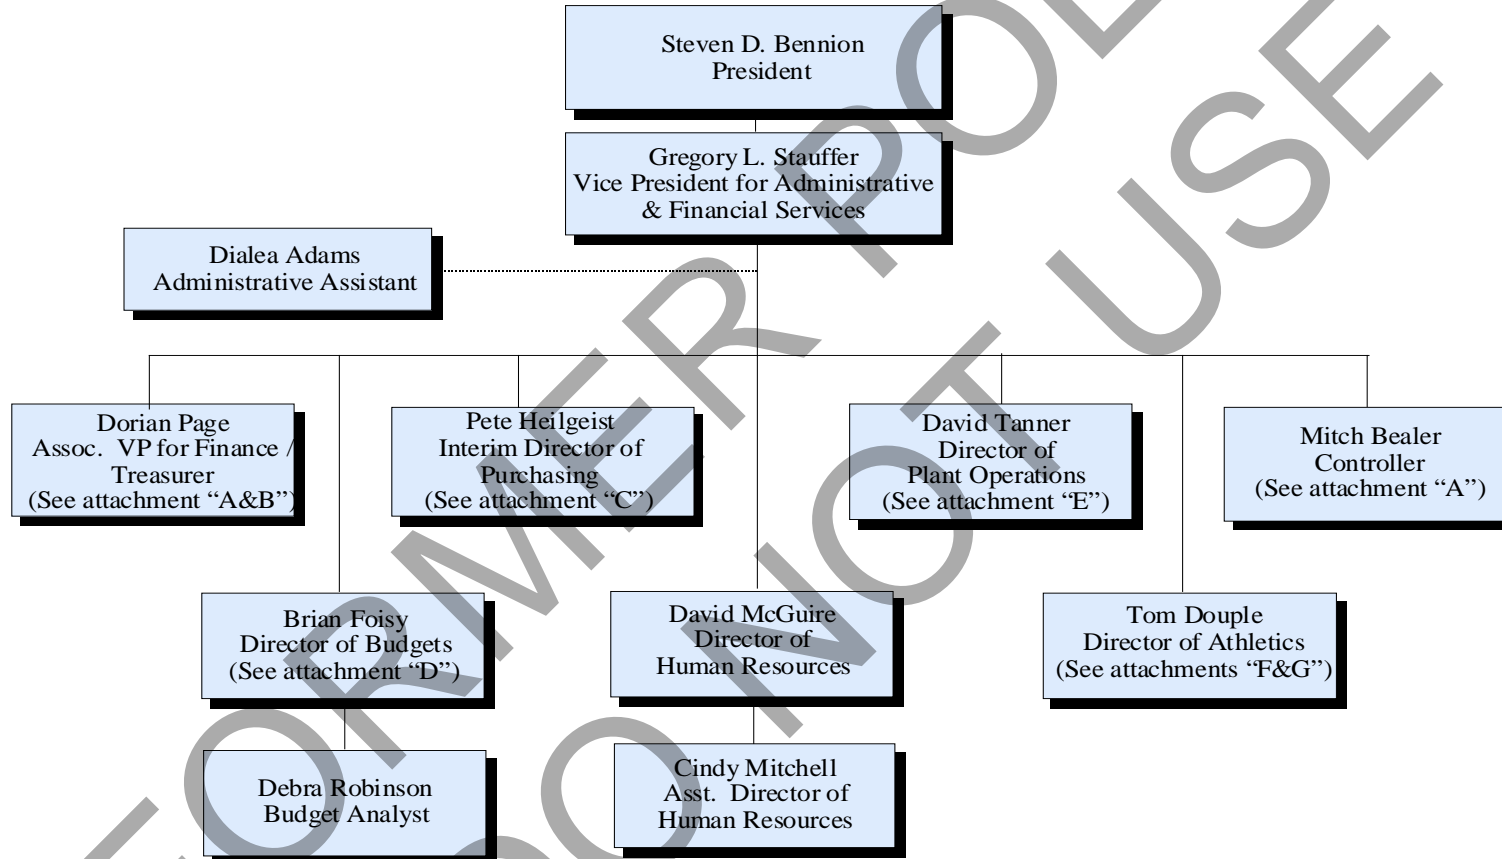 Steven D. Bennion
President
Gregory L. Stauffer
Vice President for Administrative
& Financial Services
Dialea Adams
Administrative Assistant
Dorian Page
Assoc. VP for Finance /
Treasurer
(See attachment “A&B”)
Pete Heilgeist
Interim Director of
Purchasing
(See attachment “C”)
David Tanner
Director of
Plant Operations
(See attachment “E”)
Mitch Bealer
Controller
(See attachment “A”)
Brian Foisy
Director of Budgets
(See attachment “D”)
David McGuire
Director of
Human Resources
Tom Douple
Director of Athletics
(See attachments “F&G”)
Debra Robinson
Budget Analyst
Cindy Mitchell
Asst. Director of
Human Resources
FORMER POL
DO NOT USE